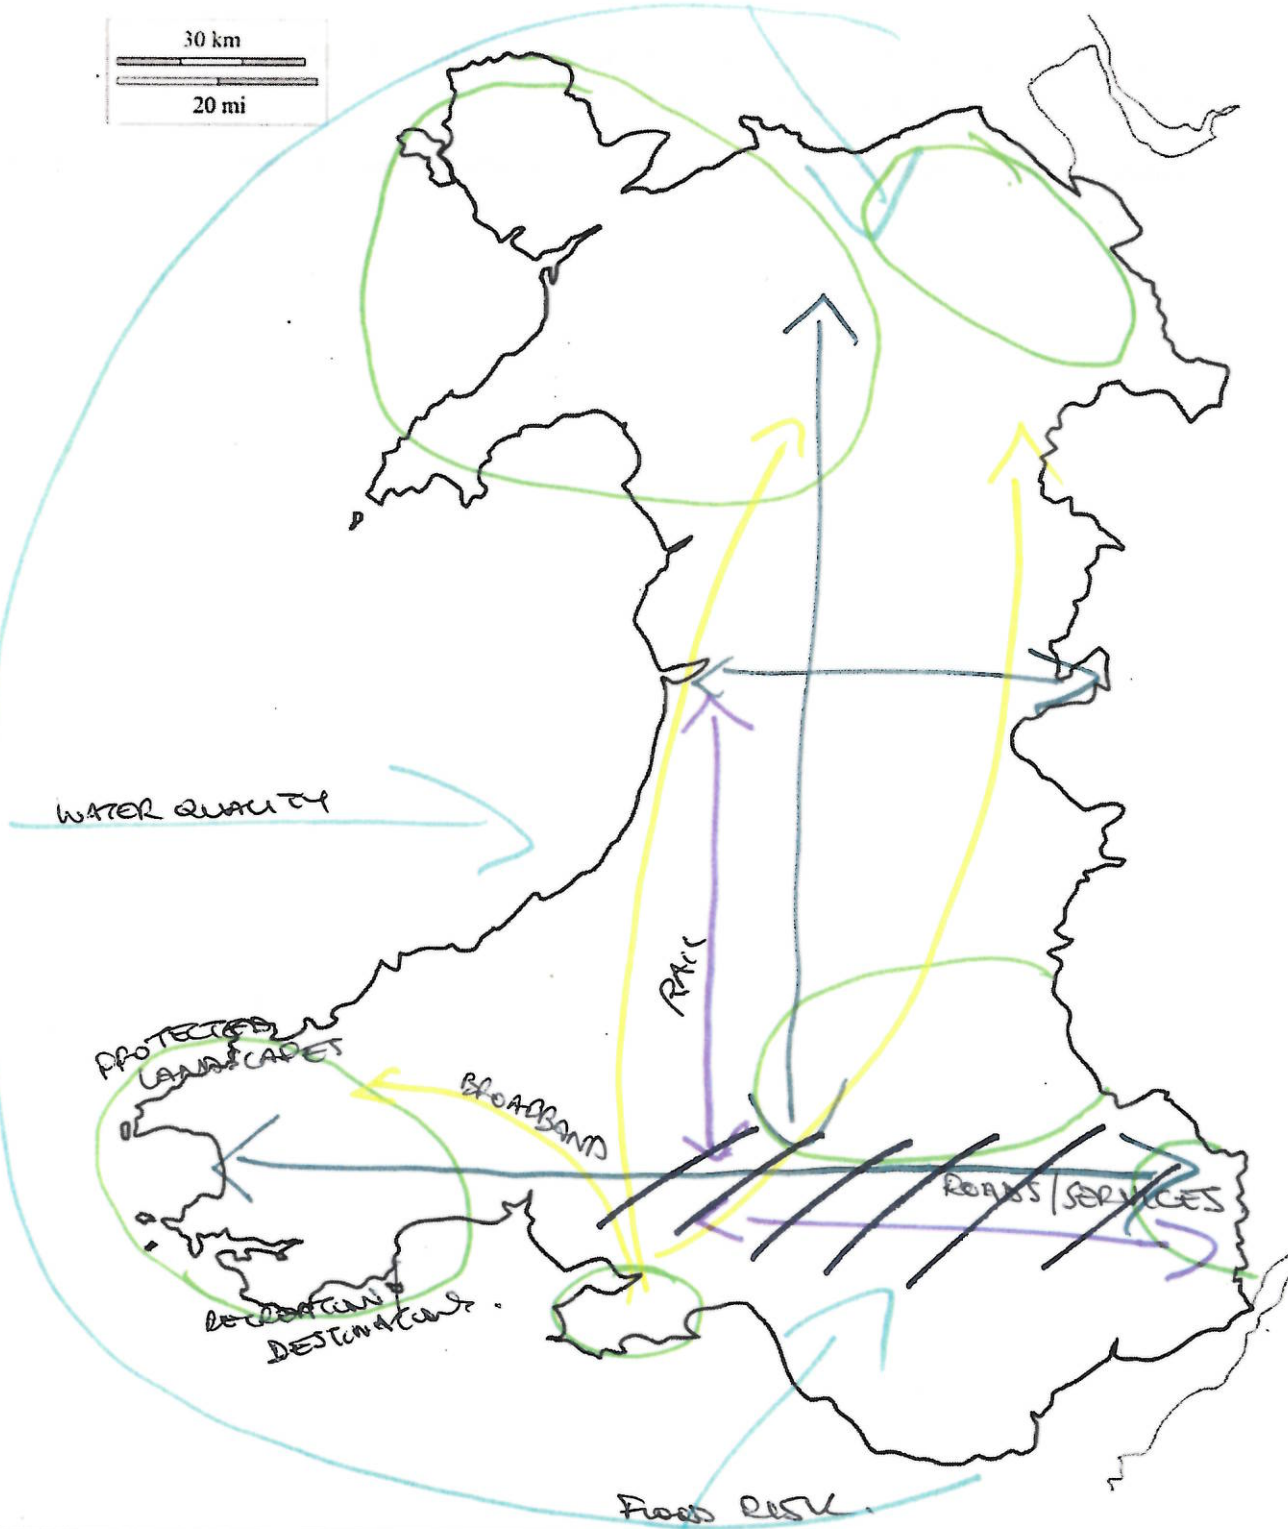 30 km
20 mi
WATER QUALITY
RAIL
PROTECTED
LANDSCAPES
BROADBAND
ROADS/SERVICES
RECREATION
DESTINATIONS.
FLOOD RISK.